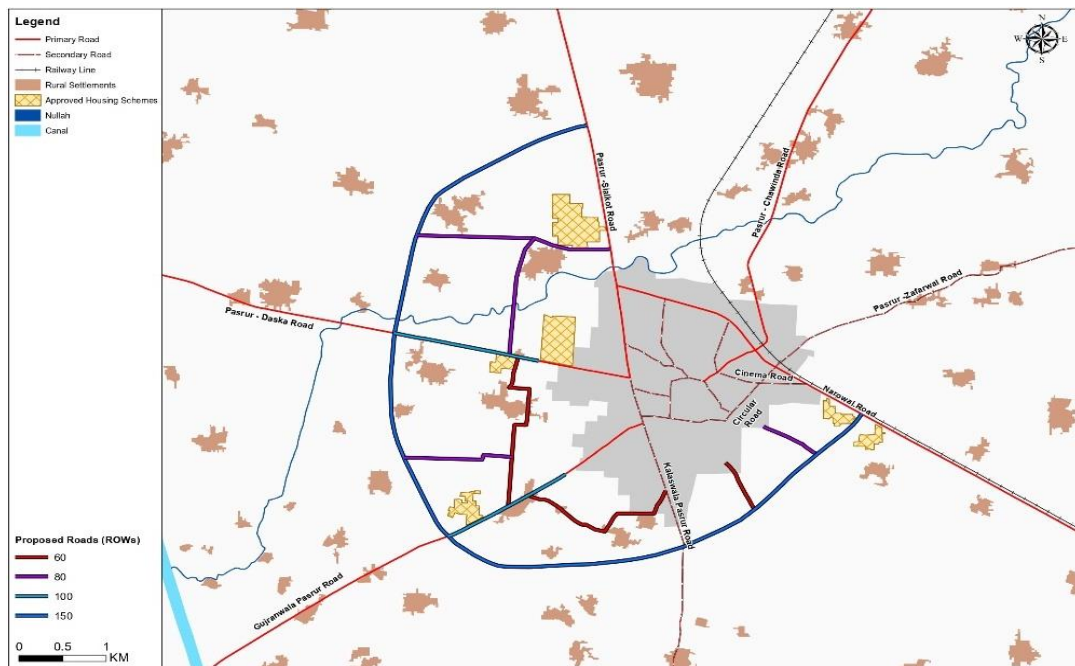 Legend
Primary Road
Secondary Road
Railway Line
Rural Settlements
Approved Housing Schemes
Nullah
Canal
N
W
E
S
Pasrur -Sialkot Road
Pasrur - Chawinda Road
Pasrur -Zafarwal Road
Pasrur - Daska Road
Cinema Road
Narowal Road
Circular
Road
Kalaswala Pasrur Road
Gujranwala Pasrur Road
Proposed Roads (ROWs)
60
80
100
150
0 0.5 1
KM